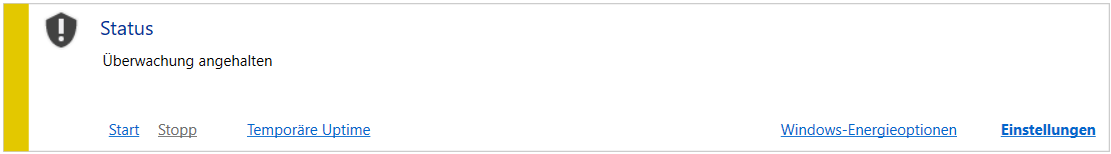 Status
Überwachung angehalten
Start Stopp Temporäre Uptime Windows-Energieoptionen Einstellungen